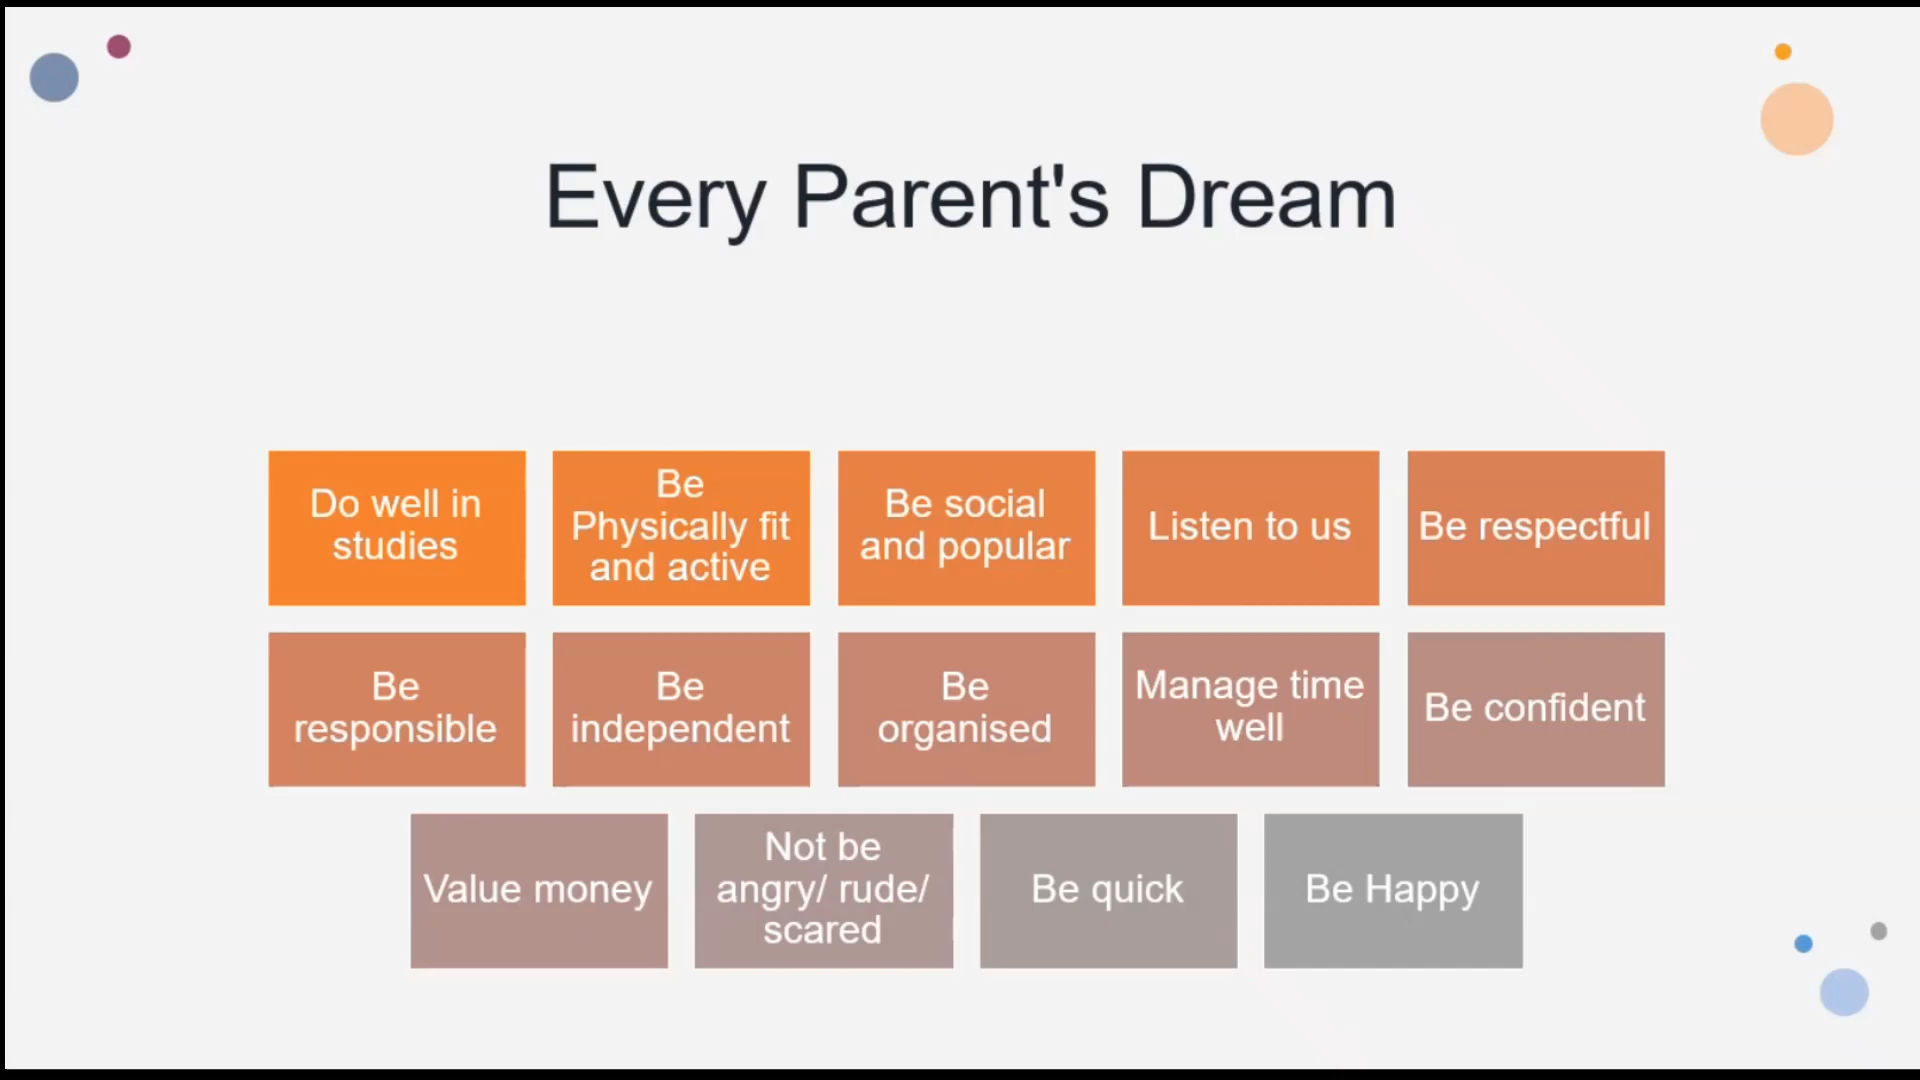 Every Parent's Dream
Do well in
studies
Be
Physically fit
and active
Be social
and popular
Listen to us
Be respectful
Be
responsible
Be
independent
Be
organised
Manage time
well
Be confident
Value money
Not be
angry/ rude/
scared
Be quick
Be Happy